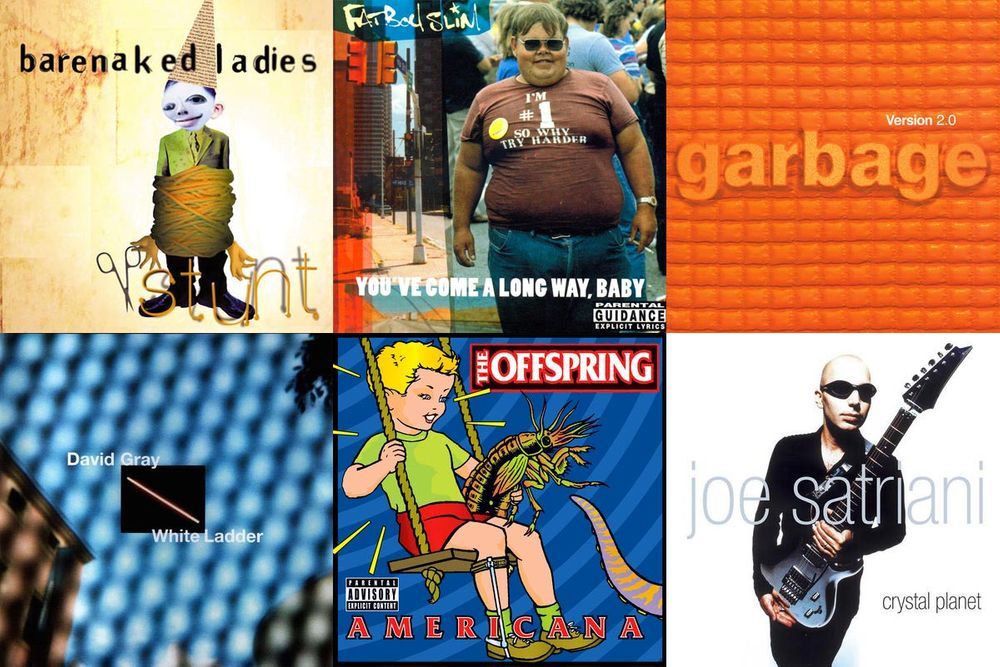 barenaked ladies
stunt
FATBOY SLIM
I'M
#1
SO WHY
TRY HARDER
YOU'VE COME A LONG WAY, BABY
PARENTAL
GUIDANCE
EXPLICIT LYRICS
Version 2.0
garbage
David Gray
White Ladder
THE OFFSPRING
PARENTAL
ADVISORY
EXPLICIT CONTENT
AMERICANA
joe satriani
crystal planet